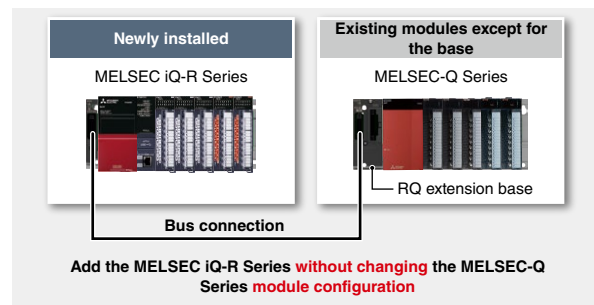 Newly installed
MELSEC iQ-R Series
Existing modules except for
the base
MELSEC-Q Series
RQ extension base
Bus connection
Add the MELSEC iQ-R Series without changing the MELSEC-Q
Series module configuration